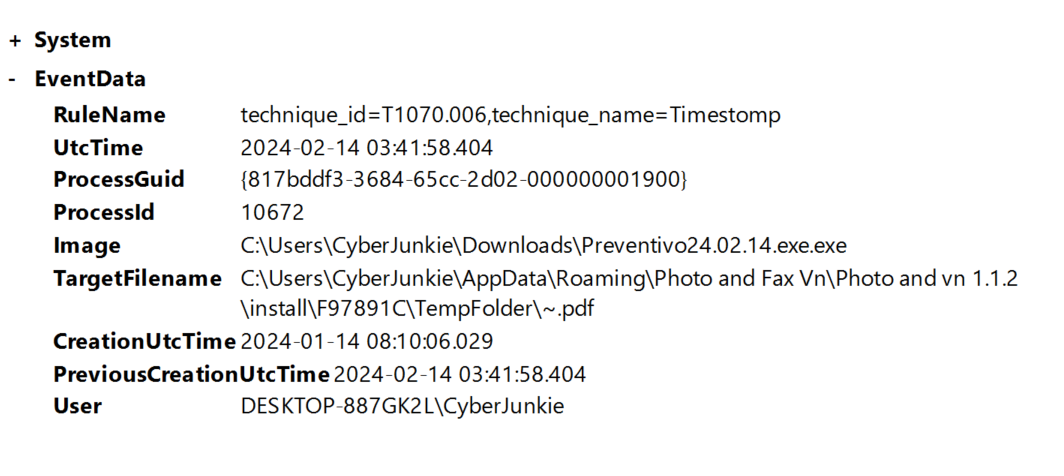 + System
- EventData
RuleName technique_id=T1070.006,technique_name=Timestomp
UtcTime 2024-02-14 03:41:58.404
ProcessGuid {817bddf3-3684-65cc-2d02-000000001900}
ProcessId 10672
Image C:\Users\CyberJunkie\Downloads\Preventivo24.02.14.exe.exe
TargetFilename C:\Users\CyberJunkie\AppData\Roaming\Photo and Fax Vn\Photo and vn 1.1.2
\install\F97891C\TempFolder\~.pdf
CreationUtcTime 2024-01-14 08:10:06.029
PreviousCreationUtcTime 2024-02-14 03:41:58.404
User DESKTOP-887GK2L\CyberJunkie